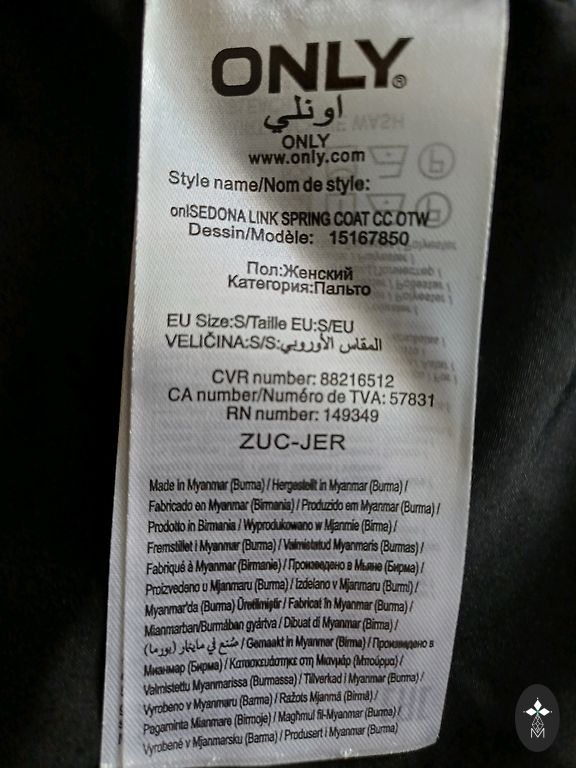 ONLY®
اونلي
ONLY
www.only.com
Style name/Nom de style:
onlSEDONA LINK SPRING COAT CC OTW
Dessin/Modèle: 15167850
Пол:Женский
Категория:Пальто
EU Size:S/Taille EU:S/EU
VELIČINA:S/S:المقاس الأوروبي
CVR number: 88216512
CA number/Numéro de TVA: 57831
RN number: 149349
ZUC-JER
Made in Myanmar (Burma) / Hergestellt in Myanmar (Burma) /
Fabricado en Myanmar (Birmania) / Produzido em Myanmar (Burma) /
Prodotto in Birmania / Wyprodukowano w Mjanmie (Birma) /
Fremstillet i Myanmar (Burma) / Valmistatud Myanmaris (Burmas) /
Fabriqué à Myanmar (Birmanie) / Произведено в Мьяне (Бирма) /
Proizvedeno u Mjanmaru (Burma) / Izdelano v Mjanmaru (Burmi) /
Myanmar'da (Burma) Üretilmiştir / Fabricat în Myanmar (Burma) /
Mianmarban/Burmában gyártva / Dibuat di Myanmar (Birma) /
صُنع في ماينمار (بورما) / Gemaakt in Myanmar (Birma) / Произведено в
Мианмар (Бирма) / Κατασκευάστηκε στη Μιανμάρ (Μπούρμα) /
Valmistettu Myanmarissa (Burmassa) / Tillverkad i Myanmar (Burma) /
Vyrobeno v Myanmaru (Barma) / Ražots Mjanmā (Birmā) /
Pagaminta Mianmare (Birmoje) / Maghmul fil-Myanmar (Burma) /
Vyrobené v Mjanmarsku (Barma) / Produsert i Myanmar (Burma)
M